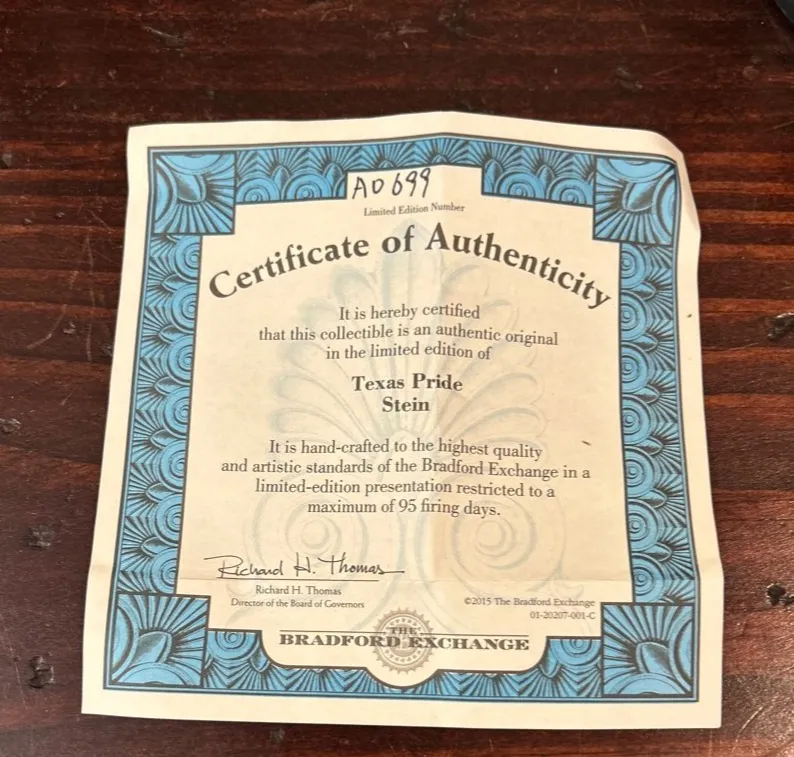 A0699
Limited Edition Number
Certificate of Authenticity
It is hereby certified
that this collectible is an authentic original
in the limited edition of
Texas Pride
Stein
It is hand-crafted to the highest quality
and artistic standards of the Bradford Exchange in a
limited-edition presentation restricted to a
maximum of 95 firing days.
Richard H. Thomas
Richard H. Thomas
Director of the Board of Governors
©2015 The Bradford Exchange
01-20207-001-C
THE
BRADFORD EXCHANGE